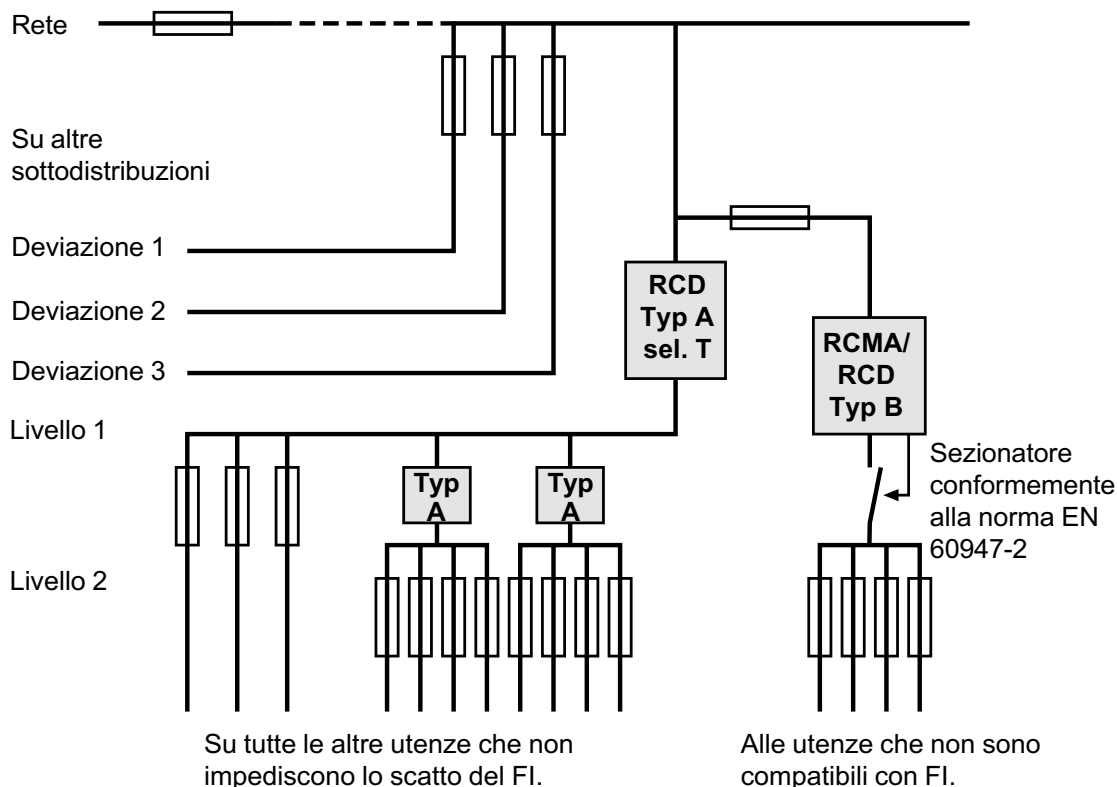 Rete
Su altre
sottodistribuzioni
Deviazione 1
Deviazione 2
Deviazione 3
Livello 1
Livello 2
RCD
Typ A
sel. T
RCMA/
RCD
Typ B
Typ
A
Typ
A
Sezionatore
conformemente
alla norma EN
60947-2
Su tutte le altre utenze che non
impediscono lo scatto del FI.
Alle utenze che non sono
compatibili con FI.